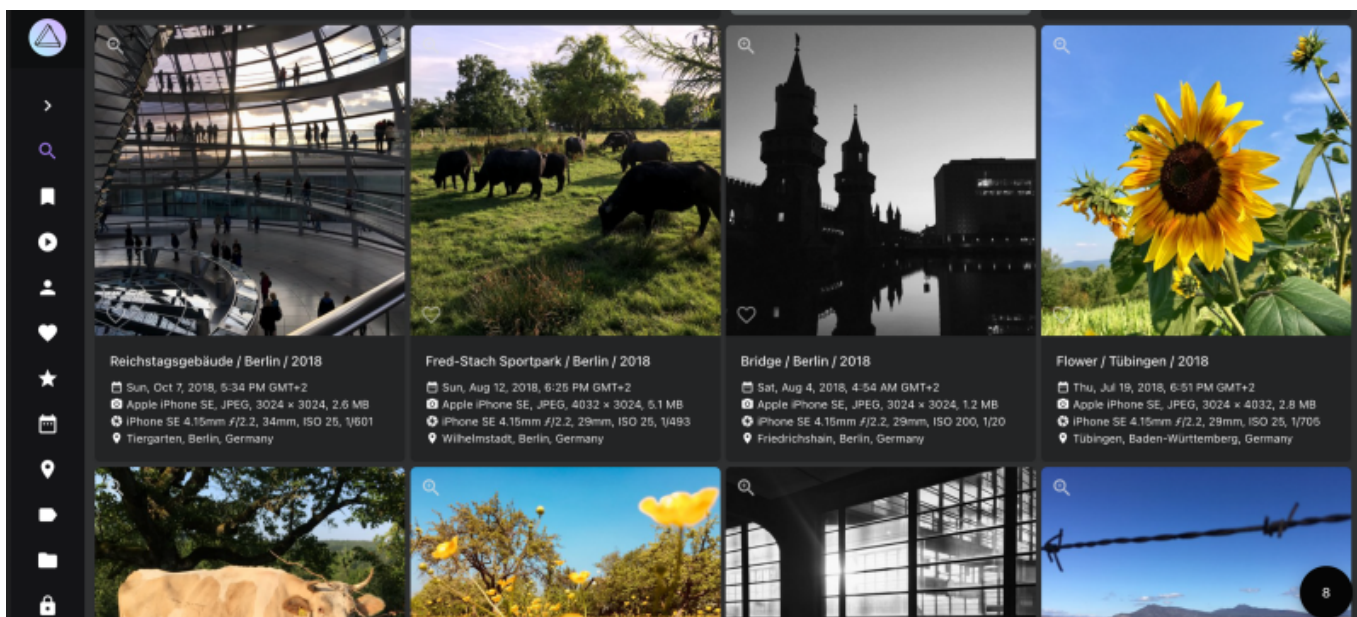 Reichstagsgebäude / Berlin / 2018
Sun, Oct 7, 2018, 5:34 PM GMT+2
Apple iPhone SE, JPEG, 3024 × 3024, 2.6 MB
iPhone SE 4.15mm ƒ/2.2, 34mm, ISO 25, 1/601
Tiergarten, Berlin, Germany
Fred-Stach Sportpark / Berlin / 2018
Sun, Aug 12, 2018, 6:25 PM GMT+2
Apple iPhone SE, JPEG, 4032 × 3024, 5.1 MB
iPhone SE 4.15mm ƒ/2.2, 29mm, ISO 25, 1/493
Wilhelmstadt, Berlin, Germany
Bridge / Berlin / 2018
Sat, Aug 4, 2018, 4:54 AM GMT+2
Apple iPhone SE, JPEG, 3024 × 3024, 1.2 MB
iPhone SE 4.15mm ƒ/2.2, 29mm, ISO 200, 1/20
Friedrichshain, Berlin, Germany
Flower / Tübingen / 2018
Thu, Jul 19, 2018, 6:51 PM GMT+2
Apple iPhone SE, JPEG, 3024 × 4032, 2.8 MB
iPhone SE 4.15mm ƒ/2.2, 29mm, ISO 25, 1/705
Tübingen, Baden-Württemberg, Germany
8